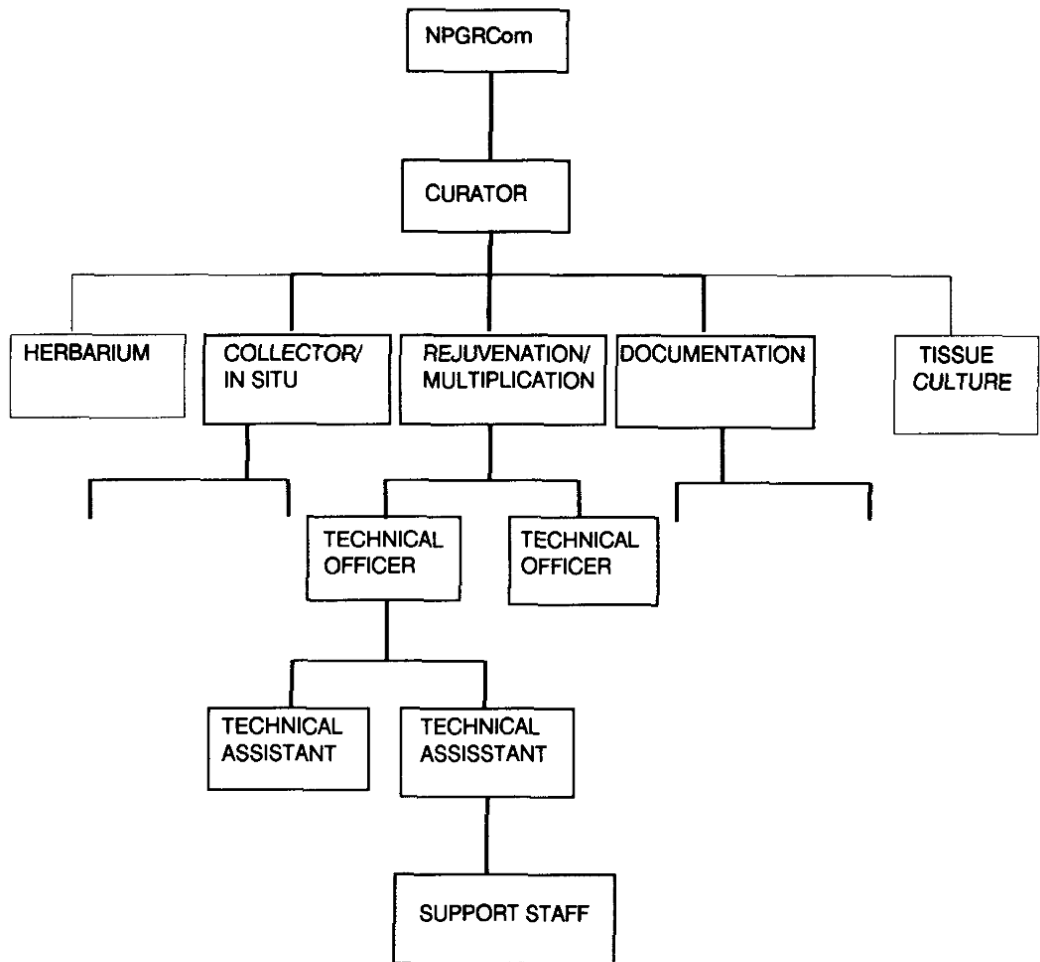 NPGRCom
CURATOR
HERBARIUM
COLLECTOR/
IN SITU
REJUVENATION/
MULTIPLICATION
DOCUMENTATION
TISSUE
CULTURE
TECHNICAL
OFFICER
TECHNICAL
OFFICER
TECHNICAL
ASSISTANT
TECHNICAL
ASSISSTANT
SUPPORT STAFF